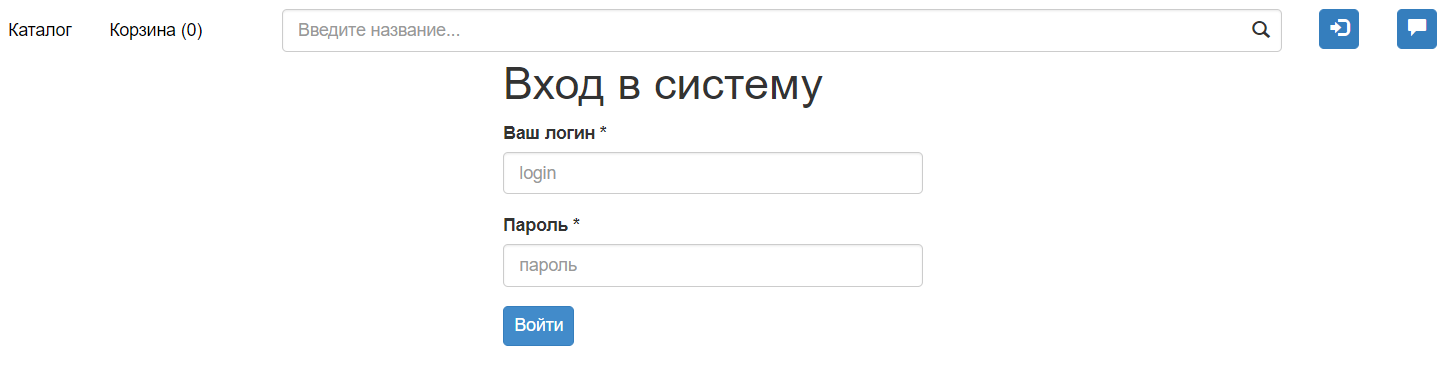 Каталог Корзина (0) Введите название...
Вход в систему
Ваш логин *
login
Пароль *
пароль
Войти